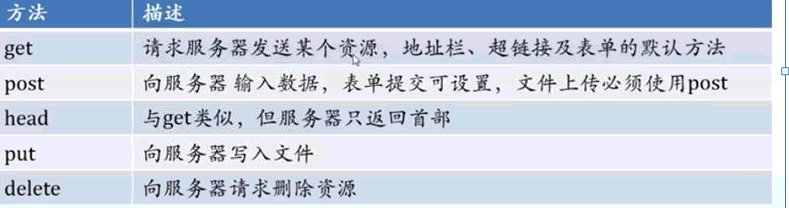 方法 描述
get 请求服务器发送某个资源，地址栏、超链接及表单的默认方法
post 向服务器 输入数据，表单提交可设置，文件上传必须使用post
head 与get类似，但服务器只返回首部
put 向服务器写入文件
delete 向服务器请求删除资源